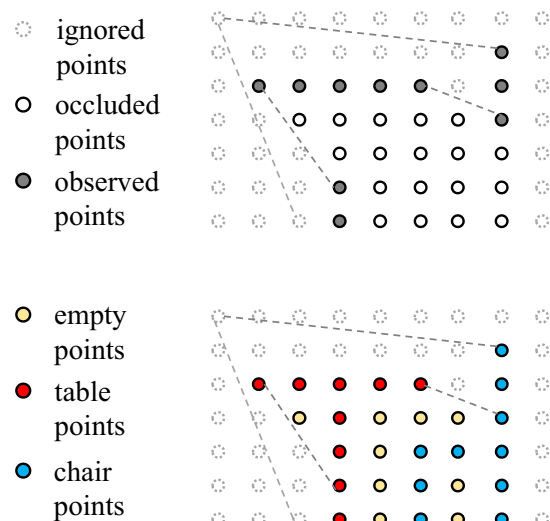 ignored
points
occluded
points
observed
points
empty
points
table
points
chair
points